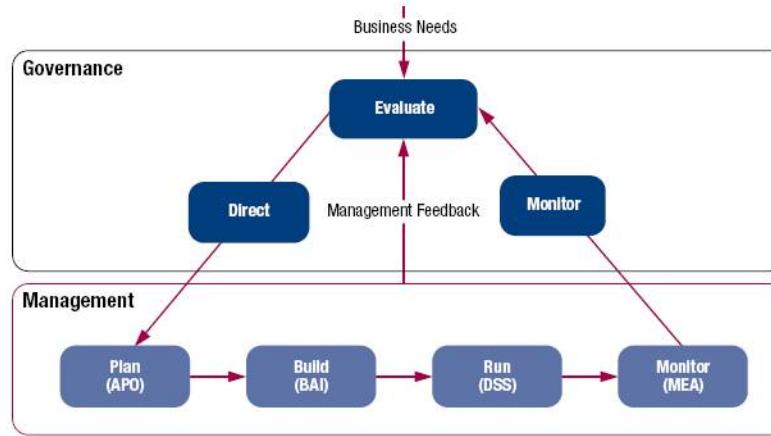 Business Needs
Governance
Evaluate
Direct
Management Feedback
Monitor
Management
Plan
(APO)
Build
(BAI)
Run
(DSS)
Monitor
(MEA)